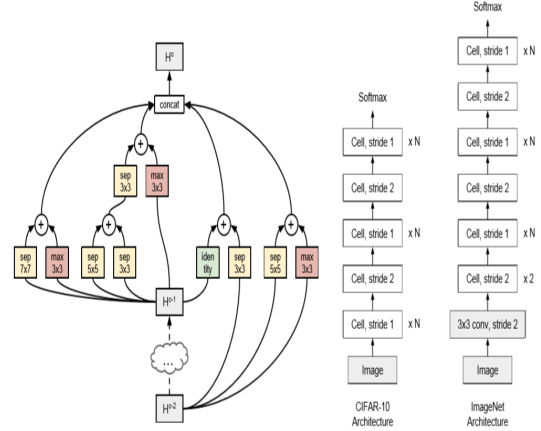 H^c
concat
+
sep
3x3
max
3x3
+
+
+
+
sep
7x7
max
3x3
sep
5x5
sep
3x3
iden
tity
sep
3x3
sep
5x5
max
3x3
H^c-1
...
H^c-2
Softmax
Cell, stride 1 x N
Cell, stride 2
Cell, stride 1 x N
Cell, stride 2
Cell, stride 1 x N
Image
CIFAR-10
Architecture
Softmax
Cell, stride 1 x N
Cell, stride 2
Cell, stride 1 x N
Cell, stride 2
Cell, stride 1 x N
Cell, stride 2 x 2
3x3 conv, stride 2
Image
ImageNet
Architecture